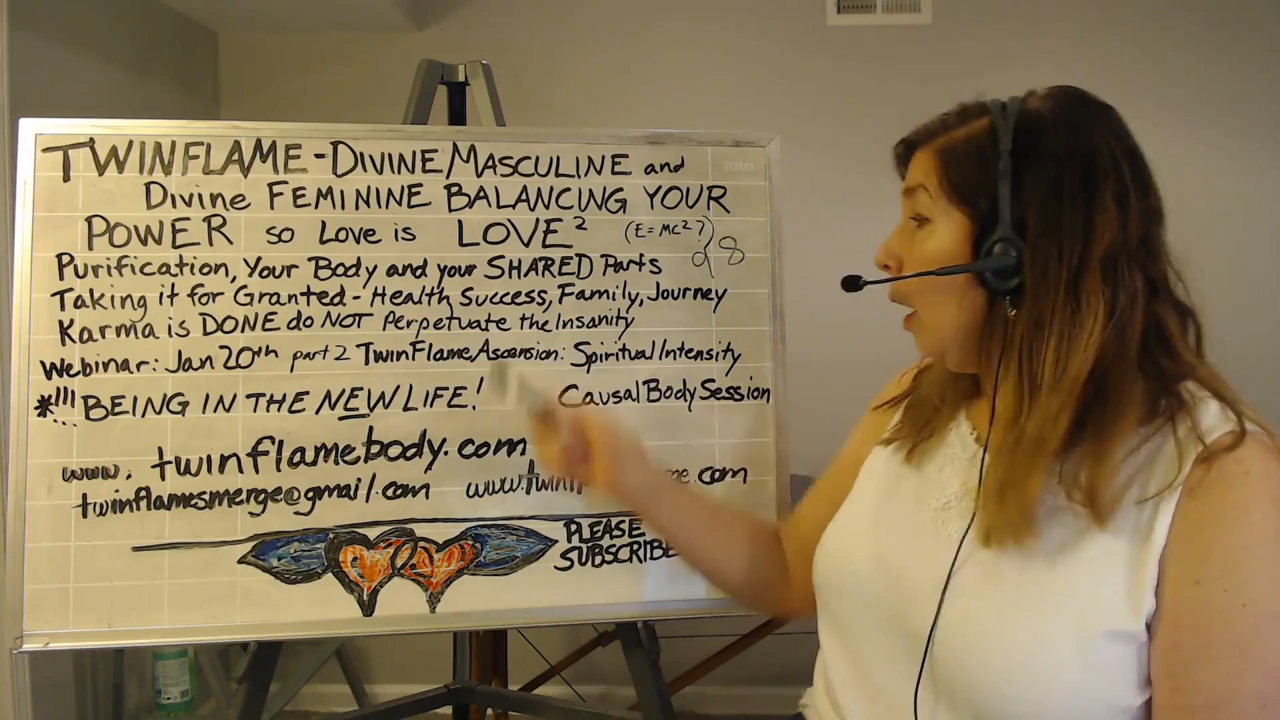 TWINFLAME - DIVINE MASCULINE and
Divine FEMININE BALANCING YOUR
POWER so Love is LOVE² (E=MC²?)
8
Purification, Your Body and your SHARED Parts
Taking it for Granted - Health, Success, Family, Journey
Karma is DONE do NOT Perpetuate the Insanity
Webinar: Jan 20th part 2 TwinFlame Ascension: Spiritual Intensity
*!!!... BEING IN THE NEW LIFE! Causal Body Session
www. twinflamebody.com
twinflamesmerge@gmail.com www. .com
PLEASE
SUBSCRIBE